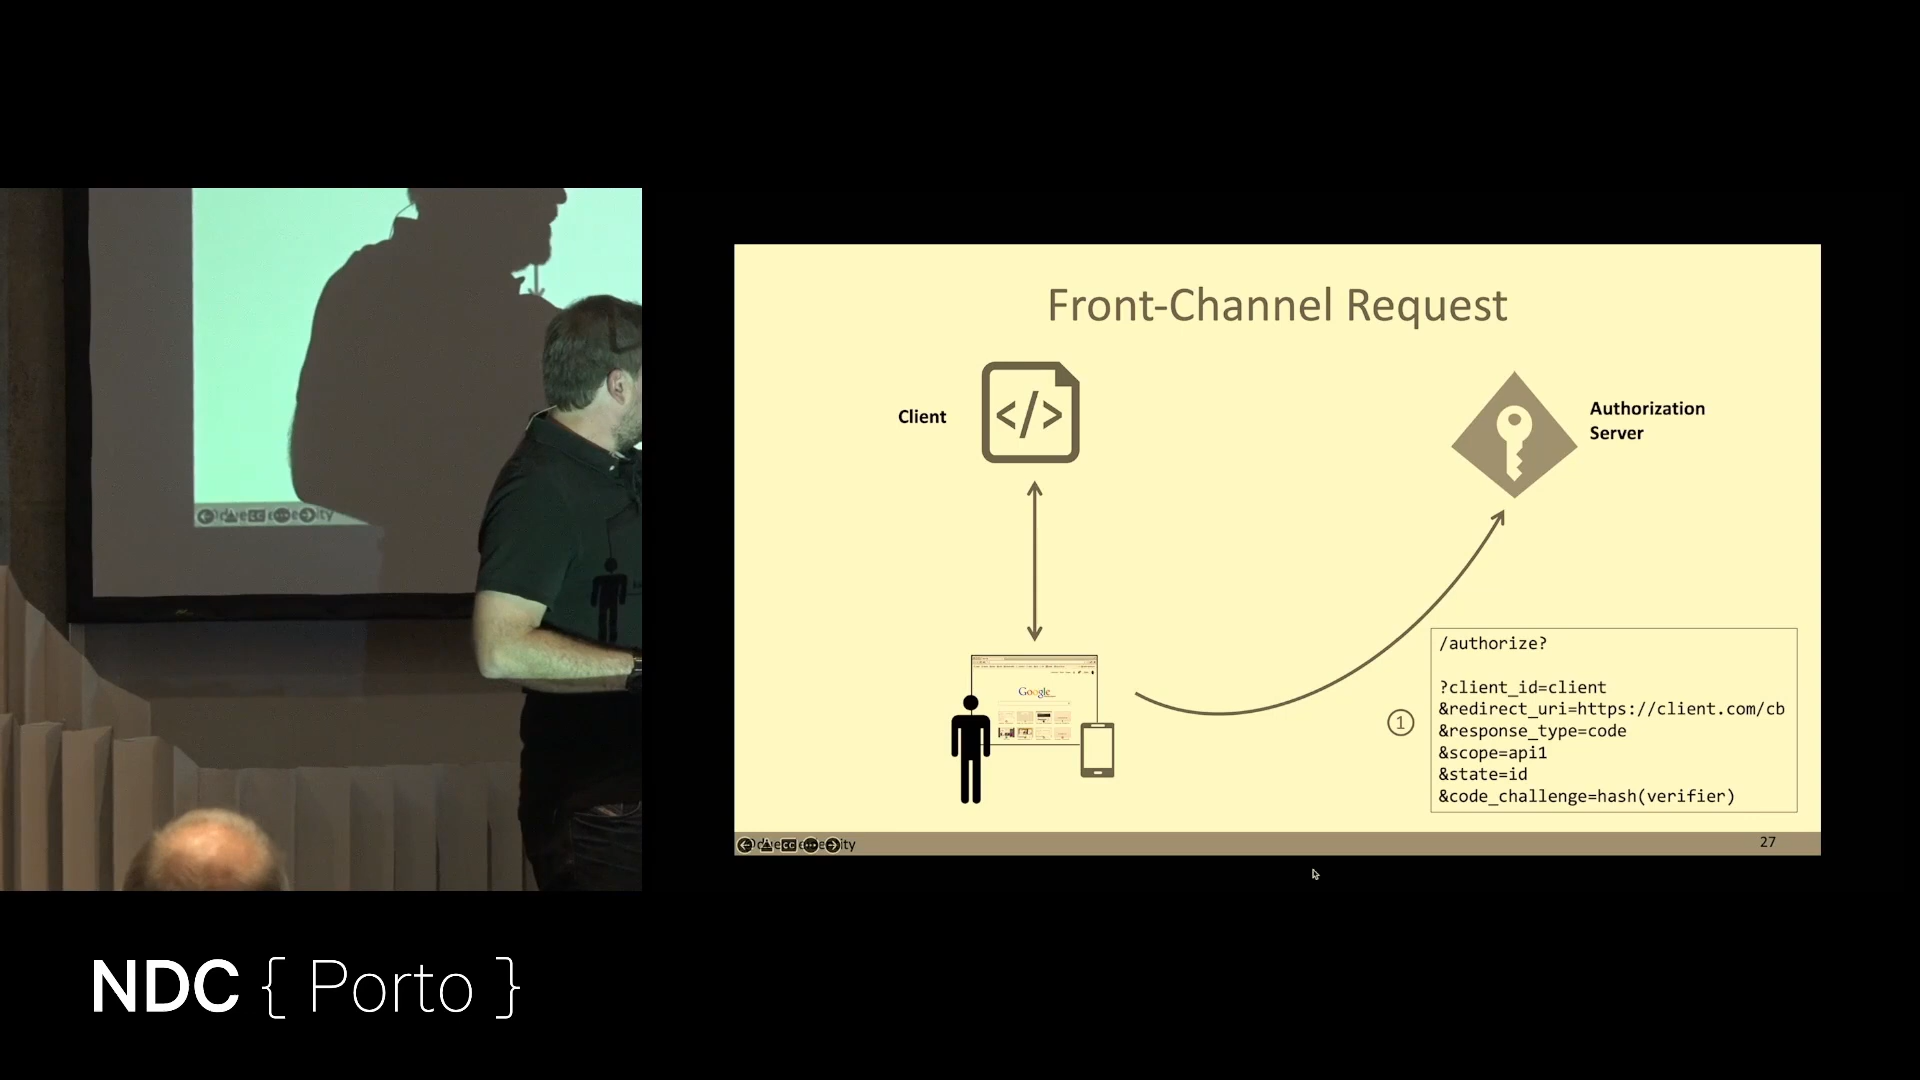 Front-Channel Request
Client
Authorization
Server
Google
/authorize?
?client_id=client
&redirect_uri=https://client.com/cb
&response_type=code
&scope=api1
&state=id
&code_challenge=hash(verifier)
1
27
NDC { Porto }